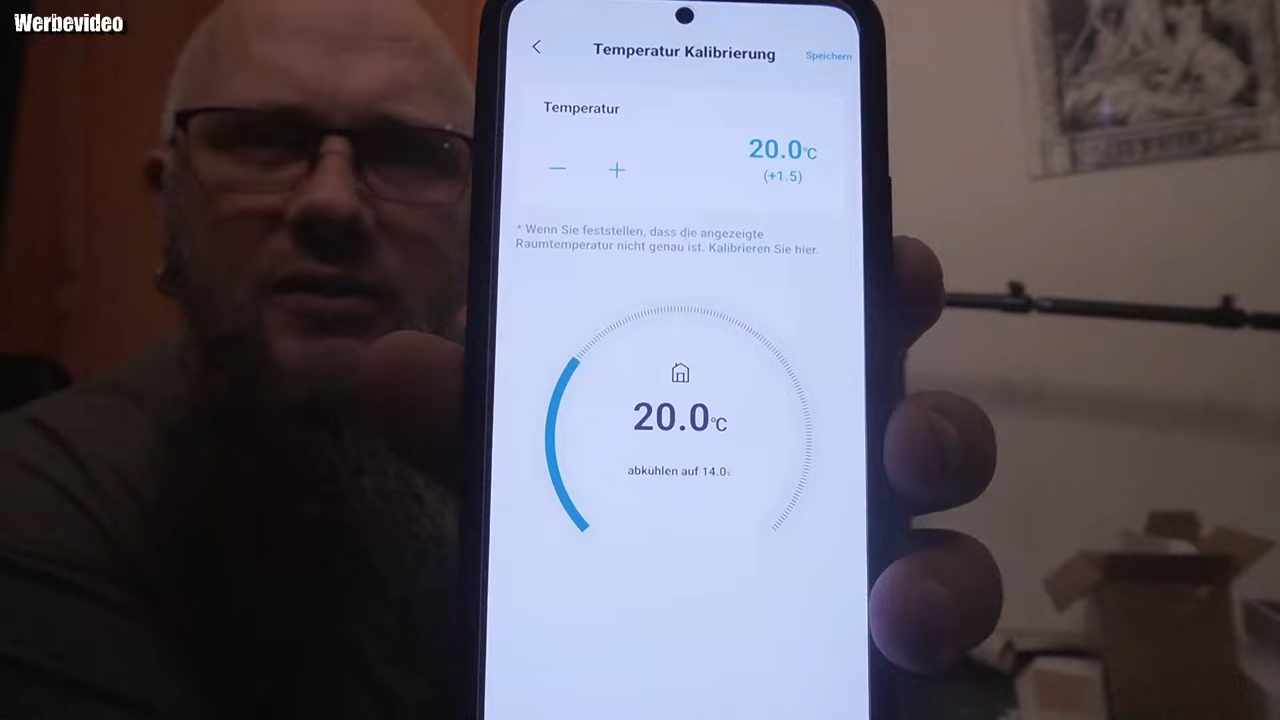 Werbevideo
Temperatur Kalibrierung
Speichern
Temperatur
20.0°C
(+1.5)
* Wenn Sie feststellen, dass die angezeigte
Raumtemperatur nicht genau ist. Kalibrieren Sie hier.
20.0°C
abkühlen auf 14.0°C